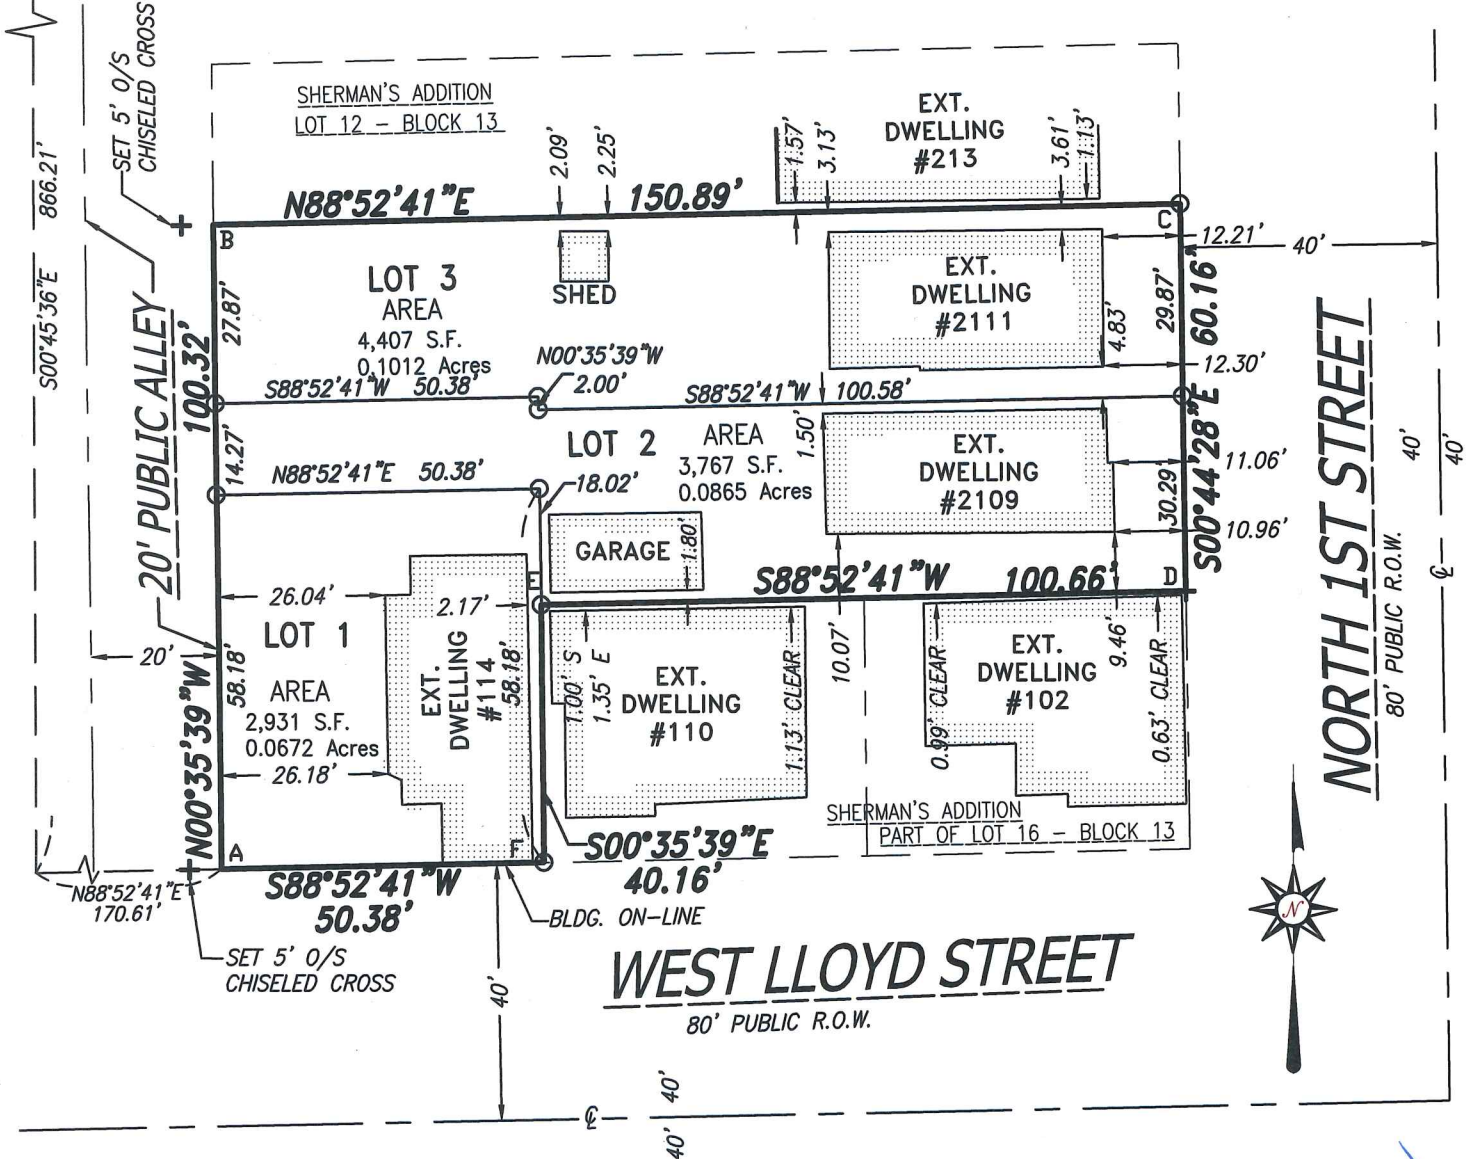 SET 5' O/S
CHISELED CROSS
866.21'
S00°45'36"E
SHERMAN'S ADDITION
LOT 12 - BLOCK 13
2.09'
2.25'
1.57'
3.13'
EXT.
DWELLING
#213
3.61'
1.13'
N88°52'41"E
150.89'
B
C
12.21'
40'
LOT 3
AREA
4,407 S.F.
0.1012 Acres
SHED
EXT.
DWELLING
#2111
4.83'
29.87'
60.16'
27.87'
100.32'
20' PUBLIC ALLEY
N00°35'39"W
2.00'
12.30'
S88°52'41"W 50.38'
S88°52'41"W 100.58'
14.27'
LOT 2
AREA
3,767 S.F.
0.0865 Acres
1.50'
EXT.
DWELLING
#2109
11.06'
30.29'
10.96'
S00°44'28"E
NORTH 1ST STREET
80' PUBLIC R.O.W.
40'
40'
℄
N88°52'41"E 50.38'
18.02'
GARAGE
1.80'
E
S88°52'41"W
100.66'
D
26.04'
2.17'
LOT 1
20'
58.18'
AREA
2,931 S.F.
0.0672 Acres
26.18'
EXT.
DWELLING
#114
58.18'
1.00' S
1.35' E
EXT.
DWELLING
#110
1.13' CLEAR
10.07'
0.99' CLEAR
EXT.
DWELLING
#102
9.46'
0.63' CLEAR
N00°35'39"W
SHERMAN'S ADDITION
PART OF LOT 16 - BLOCK 13
A
F
S00°35'39"E
40.16'
N88°52'41"E
170.61'
S88°52'41"W
50.38'
BLDG. ON-LINE
SET 5' O/S
CHISELED CROSS
40'
WEST LLOYD STREET
80' PUBLIC R.O.W.
N
40'
℄
40'